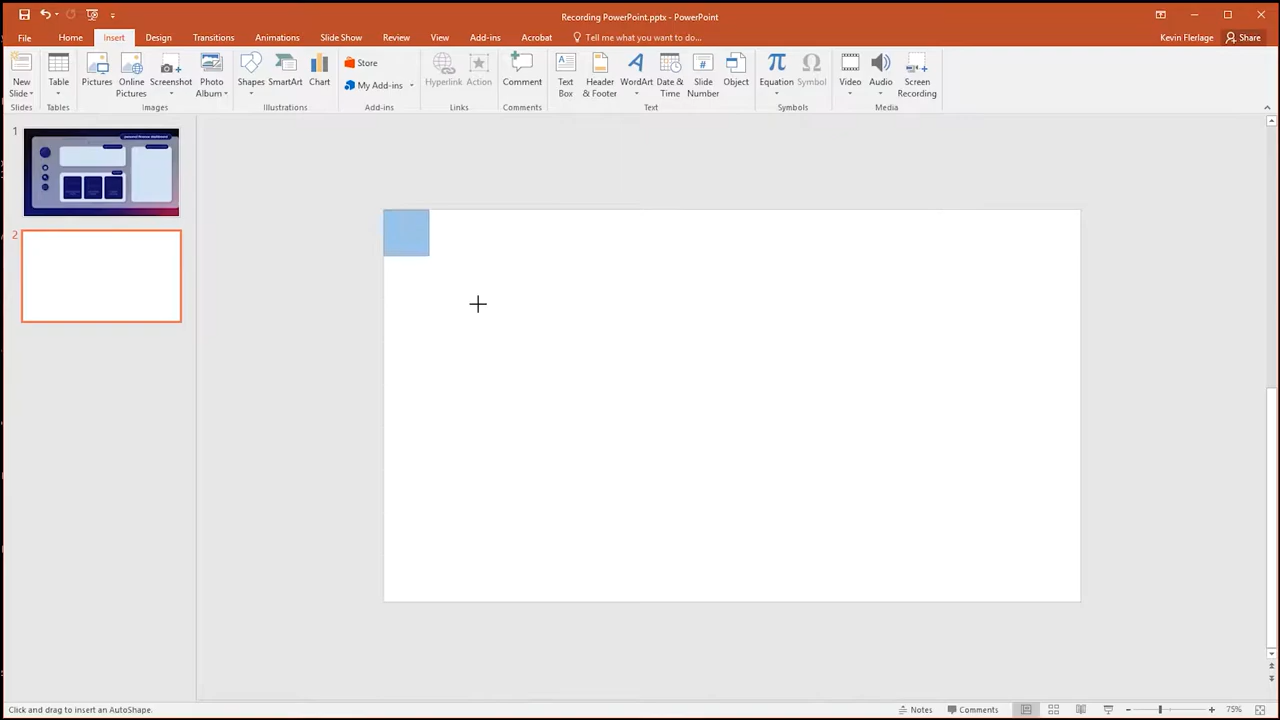 Recording PowerPoint.pptx - PowerPoint
File Home Insert Design Transitions Animations Slide Show Review View Add-ins Acrobat Tell me what you want to do... Kevin Flerlage Share
New Slide Table Pictures Online Pictures Screenshot Photo Album Shapes SmartArt Chart Store My Add-ins Hyperlink Action Comment Text Box Header & Footer WordArt Date & Time Slide Number Object Equation Symbol Video Audio Screen Recording
Slides Tables Images Illustrations Add-ins Links Comments Text Symbols Media
1
2
Click and drag to insert an AutoShape. Notes Comments 75%